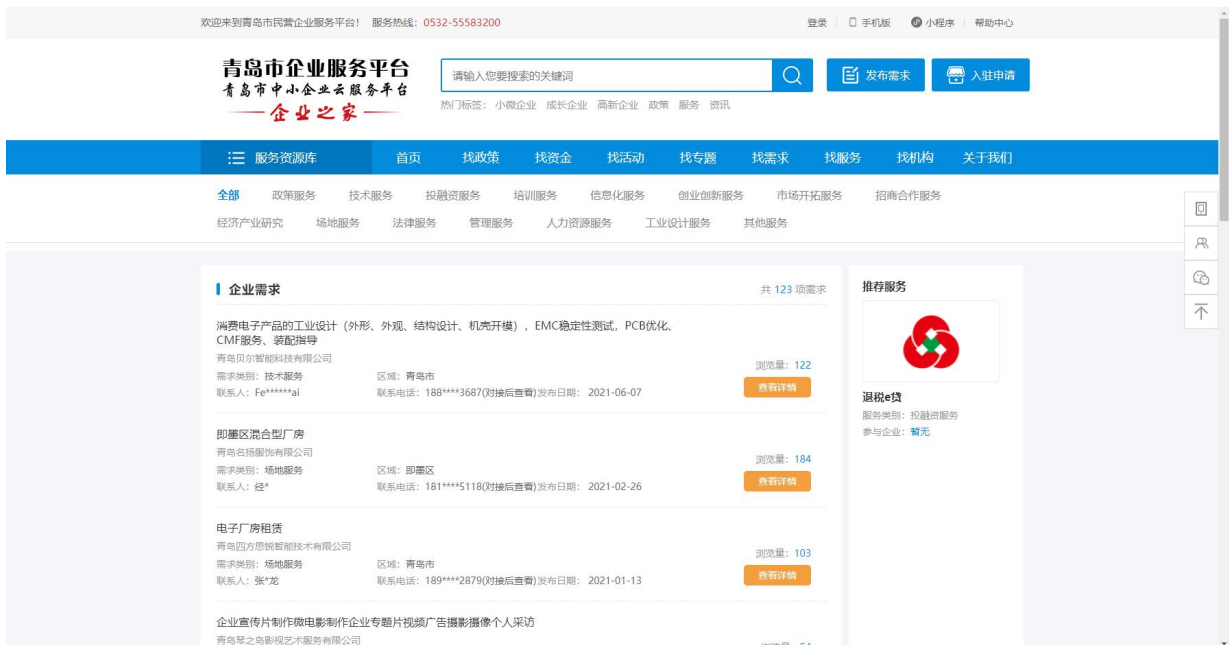 欢迎来到青岛市民营企业服务平台！ 服务热线：0532-55583200
登录 手机版 小程序 帮助中心
青岛市企业服务平台
青岛市中小企业云服务平台
企业之家
请输入您要搜索的关键词
发布需求
入驻申请
热门标签： 小微企业 成长企业 高新企业 政策 服务 资讯
服务资源库 首页 找政策 找资金 找活动 找专题 找需求 找服务 找机构 关于我们
全部 政策服务 技术服务 投融资服务 培训服务 信息化服务 创业创新服务 市场开拓服务 招商合作服务
经济产业研究 场地服务 法律服务 管理服务 人力资源服务 工业设计服务 其他服务
企业需求
共 123 项需求
消费电子产品的工业设计（外形、外观、结构设计、机壳开模），EMC稳定性测试，PCB优化、
CMF服务、装配指导
青岛贝尔智能科技有限公司
需求类别：技术服务 区域：青岛市
联系人：Fe******ai 联系电话：188****3687(对接后查看)发布日期： 2021-06-07
浏览量：122
查看详情
即墨区混合型厂房
青岛名扬服饰有限公司
需求类别：场地服务 区域：即墨区
联系人：经* 联系电话：181****5118(对接后查看)发布日期： 2021-02-26
浏览量：184
查看详情
电子厂房租赁
青岛四方思锐智能技术有限公司
需求类别：场地服务 区域：青岛市
联系人：张*龙 联系电话：189****2879(对接后查看)发布日期： 2021-01-13
浏览量：103
查看详情
企业宣传片制作微电影制作企业专题片视频广告摄影摄像个人采访
青岛琴之岛影视艺术服务有限公司
推荐服务
退税e贷
服务类别：投融资服务
参与企业：暂无